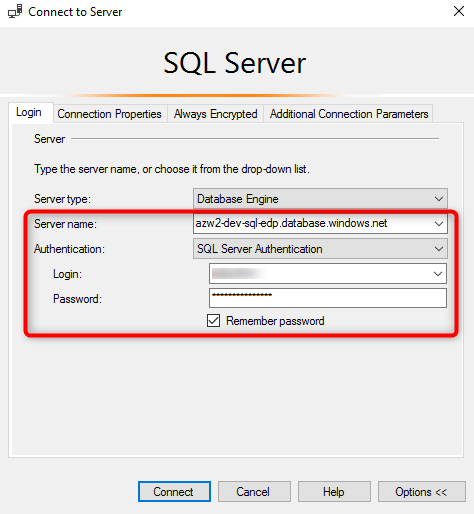 Connect to Server
SQL Server
Login Connection Properties Always Encrypted Additional Connection Parameters
Server
Type the server name, or choose it from the drop-down list.
Server type: Database Engine
Server name: azw2-dev-sql-edp.database.windows.net
Authentication: SQL Server Authentication
Login:
Password: ***************
Remember password
Connect Cancel Help Options <<